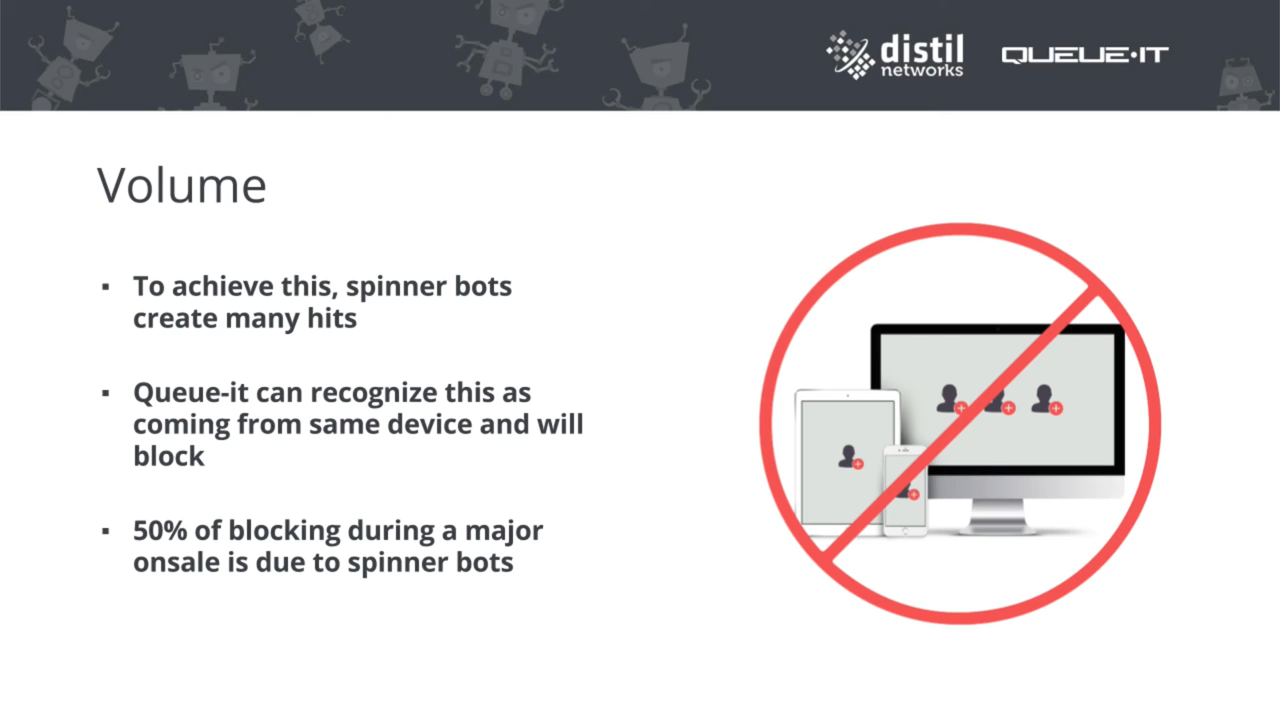 distil
networks
QUEUE-IT
Volume
▪ To achieve this, spinner bots
create many hits
▪ Queue-it can recognize this as
coming from same device and will
block
▪ 50% of blocking during a major
onsale is due to spinner bots